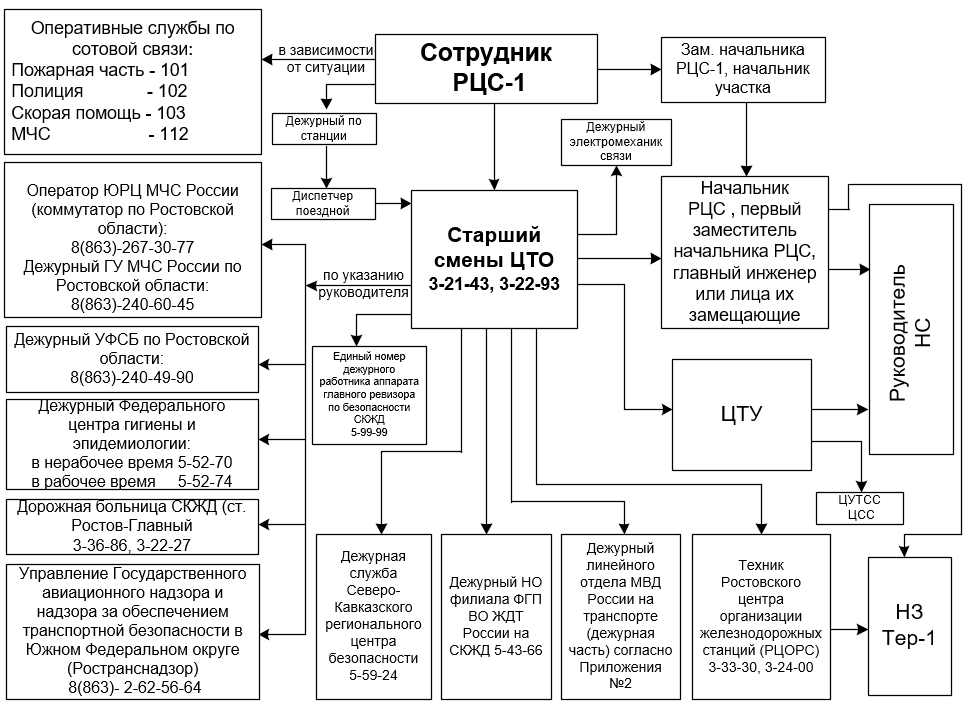 Оперативные службы по
сотовой связи:
Пожарная часть - 101
Полиция - 102
Скорая помощь - 103
МЧС - 112
в зависимости
от ситуации
Сотрудник
РЦС-1
Зам. начальника
РЦС-1, начальник
участка
Дежурный по
станции
Дежурный
электромеханик
связи
Диспетчер
поездной
Оператор ЮРЦ МЧС России
(коммутатор по Ростовской
области):
8(863)-267-30-77
Дежурный ГУ МЧС России по
Ростовской области:
8(863)-240-60-45
Старший
смены ЦТО
3-21-43, 3-22-93
Начальник
РЦС , первый
заместитель
начальника РЦС,
главный инженер
или лица их
замещающие
Руководитель
НС
по указанию
руководителя
Дежурный УФСБ по Ростовской
области:
8(863)-240-49-90
Единый номер
дежурного
работника аппарата
главного ревизора
по безопасности
СКЖД
5-99-99
ЦТУ
Дежурный Федерального
центра гигиены и
эпидемиологии:
в нерабочее время 5-52-70
в рабочее время 5-52-74
ЦУТСС
ЦСС
Дорожная больница СКЖД (ст.
Ростов-Главный
3-36-86, 3-22-27
Управление Государственного
авиационного надзора и
надзора за обеспечением
транспортной безопасности в
Южном Федеральном округе
(Ространснадзор)
8(863)- 2-62-56-64
Дежурная
служба
Северо-
Кавказского
регионального
центра
безопасности
5-59-24
Дежурный НО
филиала ФГП
ВО ЖДТ
России на
СКЖД 5-43-66
Дежурный
линейного
отдела МВД
России на
транспорте
(дежурная
часть) согласно
Приложения
№2
Техник
Ростовского
центра
организации
железнодорожных
станций (РЦОРС)
3-33-30, 3-24-00
НЗ
Тер-1